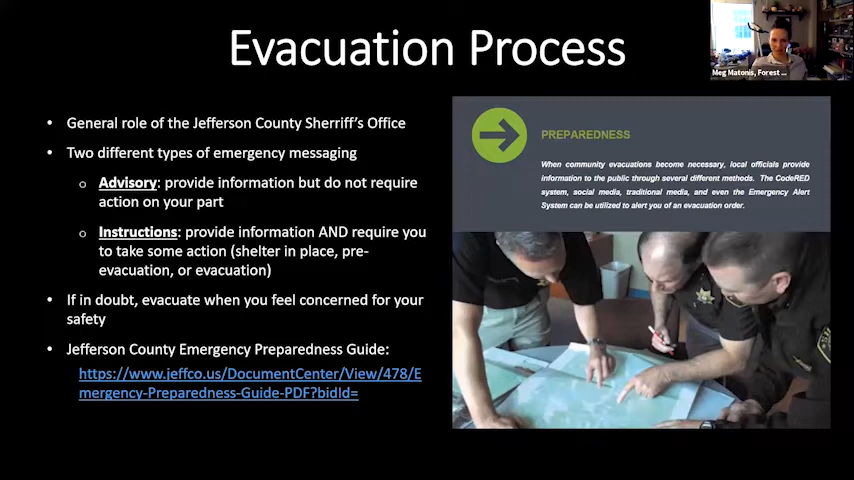 Evacuation Process
Meg Matonis, Forest ...
• General role of the Jefferson County Sherriff's Office
• Two different types of emergency messaging
o Advisory: provide information but do not require
action on your part
o Instructions: provide information AND require you
to take some action (shelter in place, pre-
evacuation, or evacuation)
• If in doubt, evacuate when you feel concerned for your
safety
• Jefferson County Emergency Preparedness Guide:
https://www.jeffco.us/DocumentCenter/View/478/E
mergency-Preparedness-Guide-PDF?bidId=
PREPAREDNESS
When community evacuations become necessary, local officials provide
information to the public through several different methods. The CodeRED
system, social media, traditional media, and even the Emergency Alert
System can be utilized to alert you of an evacuation order.